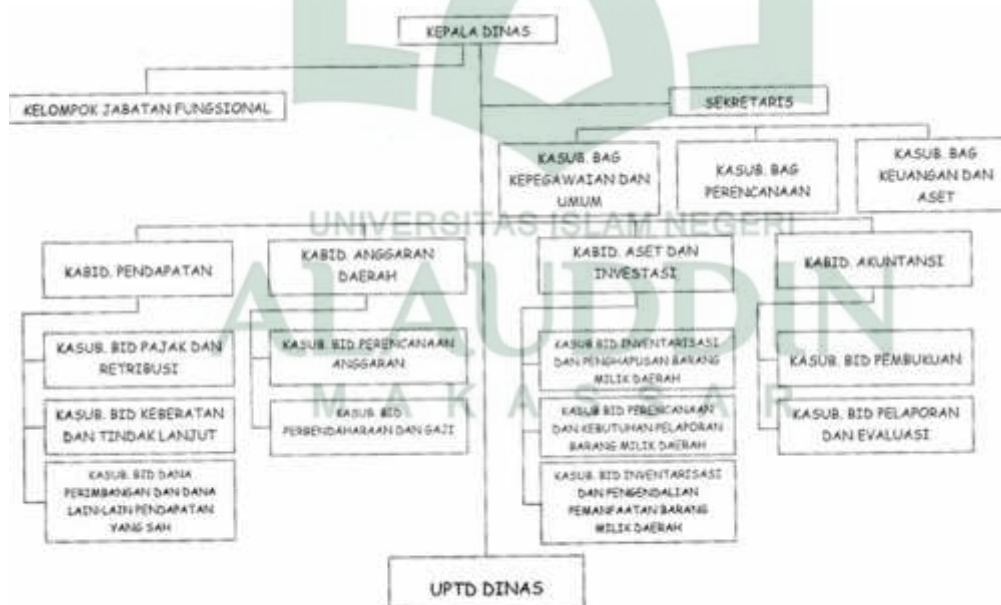 KEPALA DINAS
KELOMPOK JABATAN FUNGSIONAL
SEKRETARIS
KASUB. BAG
KEPEGAWAIAN DAN
UMUM
KASUB. BAG
PERENCANAAN
KASUB. BAG
KEUANGAN DAN
ASET
UNIVERSITAS ISLAM NEGERI
KABID. PENDAPATAN
KABID. ANGGARAN
DAERAH
KABID. ASET DAN
INVESTASI
KABID. AKUNTANSI
ALAUDDIN
KASUB. BID PAJAK DAN
RETRIBUSI
KASUB. BID PERENCANAAN
ANGGARAN
KASUB. BID INVENTARISASI
DAN PENGHAPUSAN BARANG
MILIK DAERAH
KASUB. BID PEMBUKUAN
MAKASSAR
KASUB. BID KEBERATAN
DAN TINDAK LANJUT
KASUB. BID
PERBENDAHARAAN DAN GAJI
KASUB. BID PERENCANAAN
DAN KEBUTUHAN PELAPORAN
BARANG MILIK DAERAH
KASUB. BID PELAPORAN
DAN EVALUASI
KASUB. BID DANA
PERIMBANGAN DAN DANA
LAIN-LAIN PENDAPATAN
YANG SAH
KASUB. BID INVENTARISASI
DAN PENGENDALIAN
PEMANFAATAN BARANG
MILIK DAERAH
UPTD DINAS